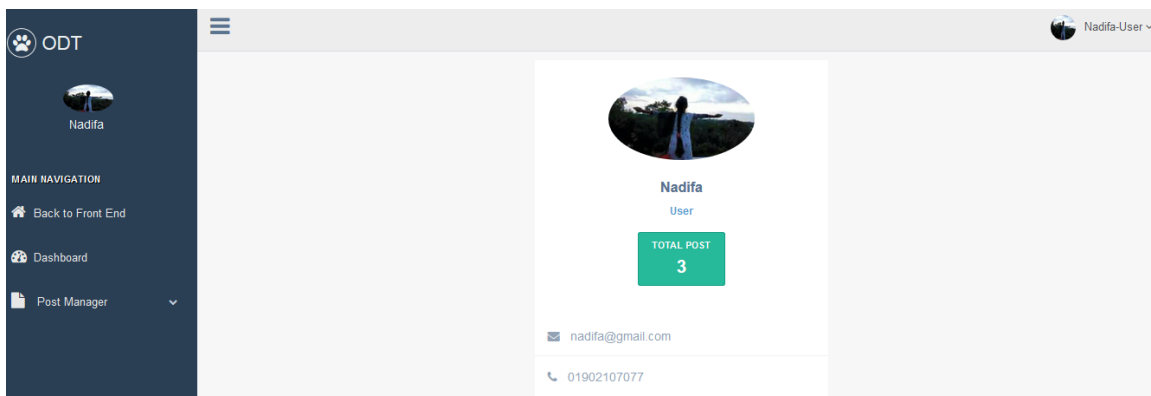 ODT
Nadifa
MAIN NAVIGATION
Back to Front End
Dashboard
Post Manager
Nadifa-User
Nadifa
User
TOTAL POST
3
nadifa@gmail.com
01902107077